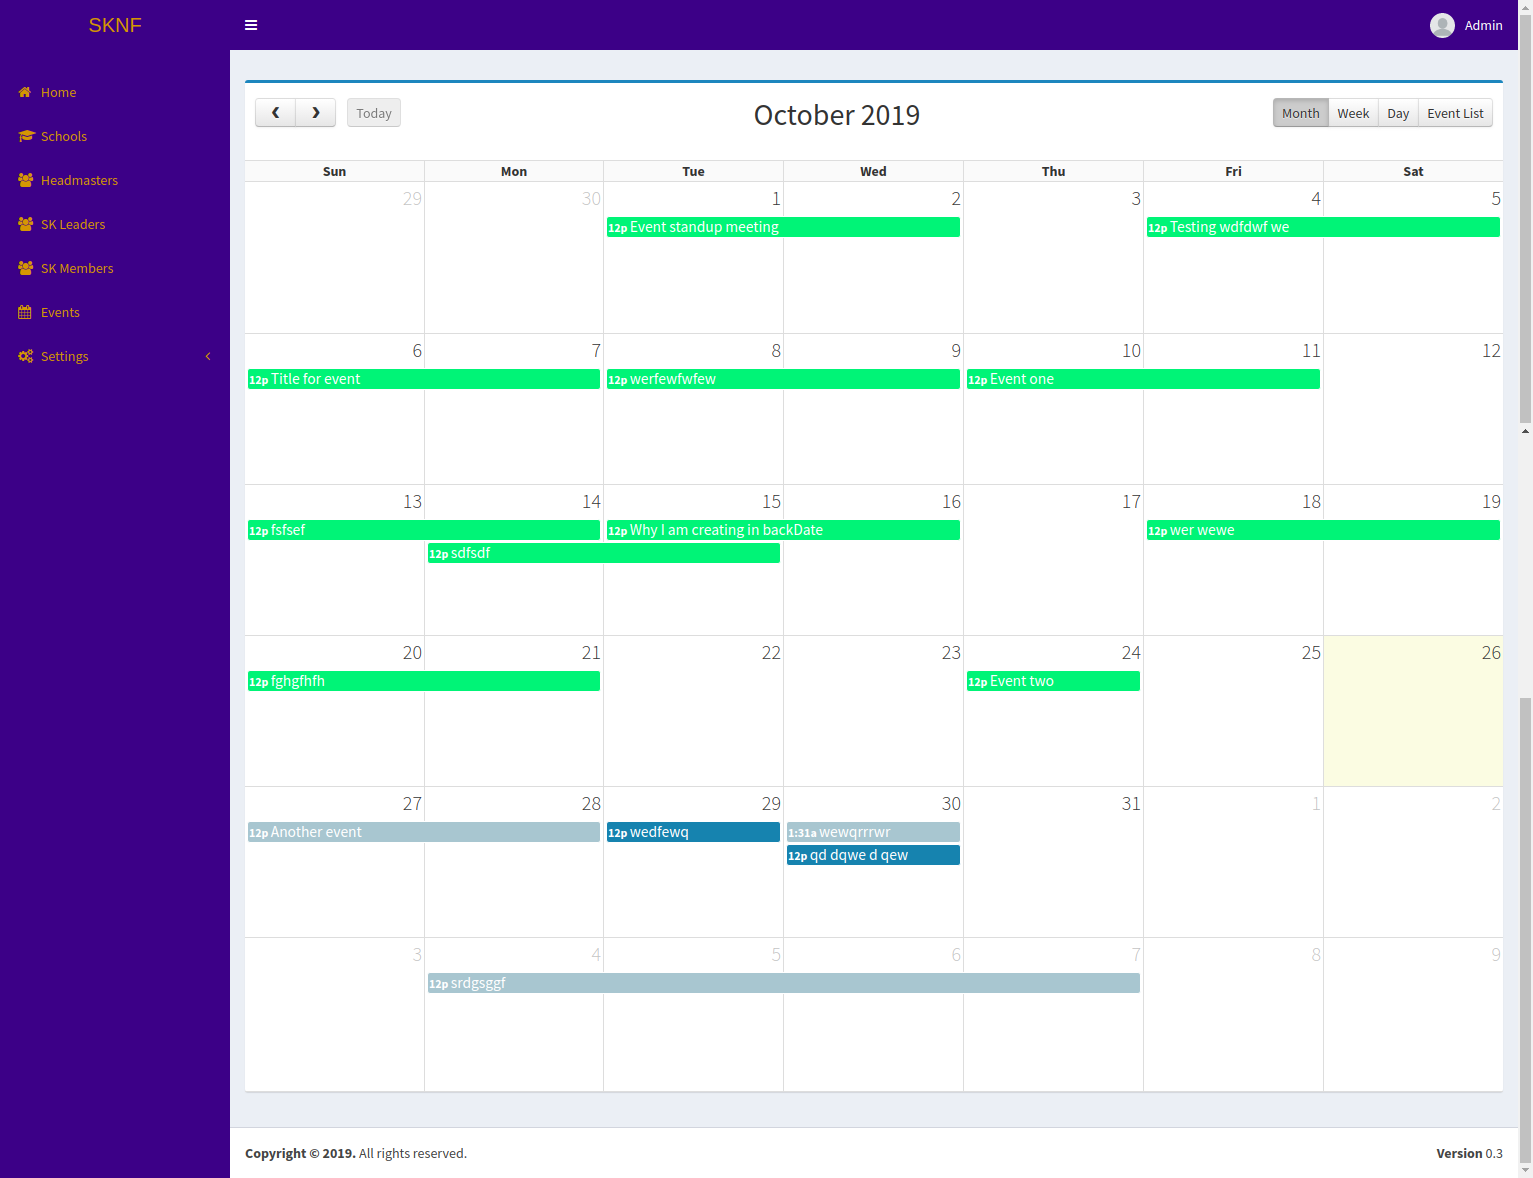 SKNF
Admin
Home
Schools
Headmasters
SK Leaders
SK Members
Events
Settings
Today
October 2019
Month Week Day Event List
Sun Mon Tue Wed Thu Fri Sat
29 30 1 2 3 4 5
12p Event standup meeting 12p Testing wdfdwf we
6 7 8 9 10 11 12
12p Title for event 12p werfewfwfew 12p Event one
13 14 15 16 17 18 19
12p fsfsef 12p Why I am creating in backDate 12p wer wewe
12p sdfsdf
20 21 22 23 24 25 26
12p fghgfhfh 12p Event two
27 28 29 30 31 1 2
12p Another event 12p wedfewq 1:31a wewqrrrwr
12p qd dqwe d qew
3 4 5 6 7 8 9
12p srdgsggf
Copyright © 2019. All rights reserved.
Version 0.3